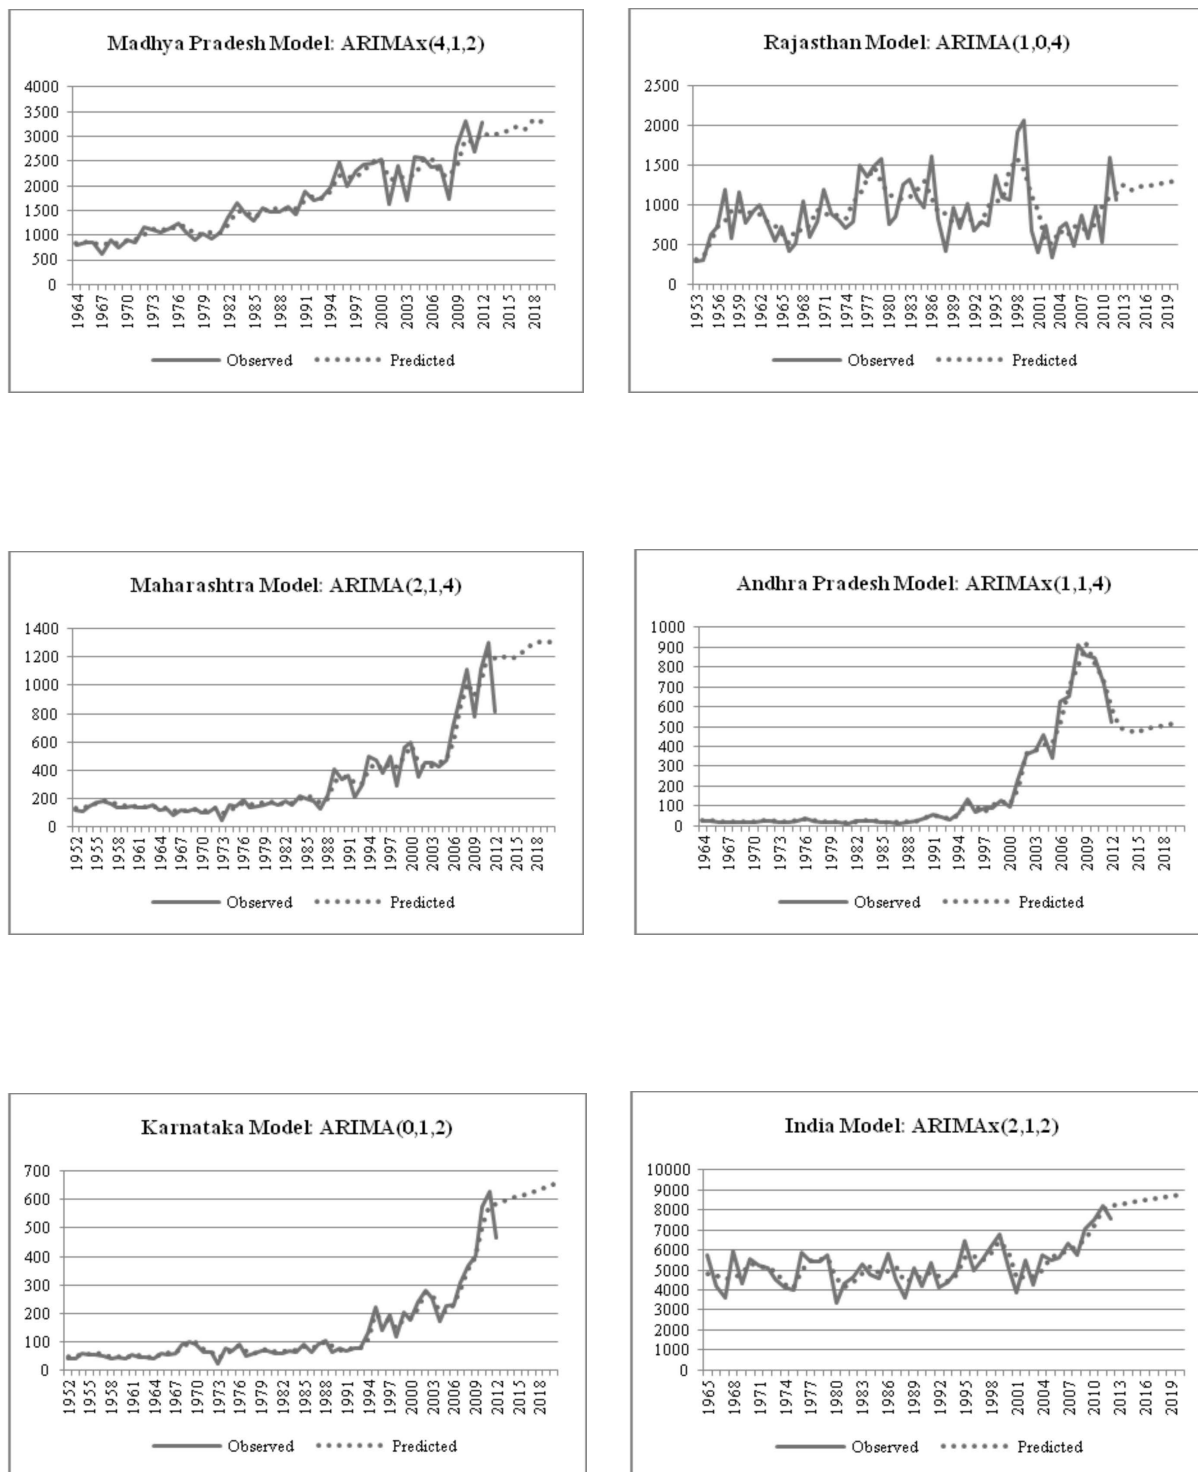 Madhya Pradesh Model: ARIMAx(4,1,2)
4000
3500
3000
2500
2000
1500
1000
500
0
1964 1967 1970 1973 1976 1979 1982 1985 1988 1991 1994 1997 2000 2003 2006 2009 2012 2015 2018
Observed Predicted
Rajasthan Model: ARIMA(1,0,4)
2500
2000
1500
1000
500
0
1953 1956 1959 1962 1965 1968 1971 1974 1977 1980 1983 1986 1989 1992 1995 1998 2001 2004 2007 2010 2013 2016 2019
Observed Predicted
Maharashtra Model: ARIMA(2,1,4)
1400
1200
1000
800
600
400
200
0
1952 1955 1958 1961 1964 1967 1970 1973 1976 1979 1982 1985 1988 1991 1994 1997 2000 2003 2006 2009 2012 2015 2018
Observed Predicted
Andhra Pradesh Model: ARIMAx(1,1,4)
1000
900
800
700
600
500
400
300
200
100
0
1964 1967 1970 1973 1976 1979 1982 1985 1988 1991 1994 1997 2000 2003 2006 2009 2012 2015 2018
Observed Predicted
Karnataka Model: ARIMA(0,1,2)
700
600
500
400
300
200
100
0
1952 1955 1958 1961 1964 1967 1970 1973 1976 1979 1982 1985 1988 1991 1994 1997 2000 2003 2006 2009 2012 2015 2018
Observed Predicted
India Model: ARIMAx(2,1,2)
10000
9000
8000
7000
6000
5000
4000
3000
2000
1000
0
1965 1968 1971 1974 1977 1980 1983 1986 1989 1992 1995 1998 2001 2004 2007 2010 2013 2016 2019
Observed Predicted